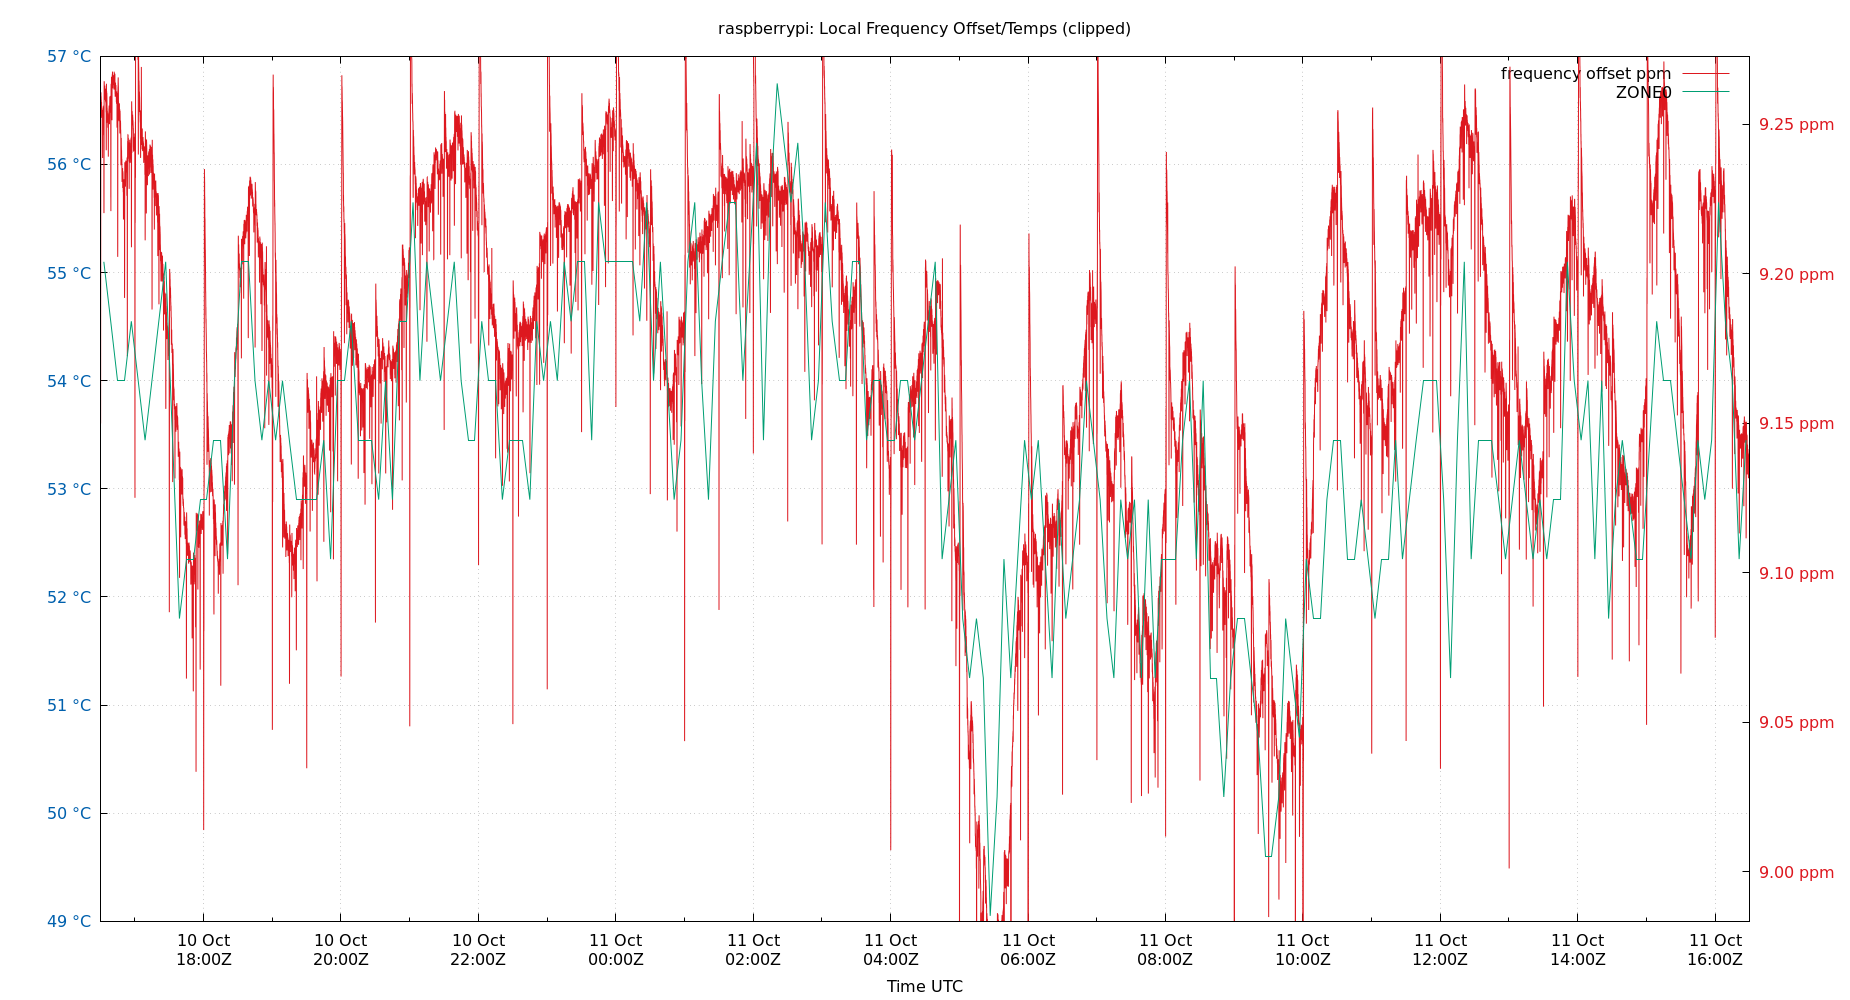 raspberrypi: Local Frequency Offset/Temps (clipped)
57 °C
56 °C
55 °C
54 °C
53 °C
52 °C
51 °C
50 °C
49 °C
frequency offset ppm
ZONE0
9.25 ppm
9.20 ppm
9.15 ppm
9.10 ppm
9.05 ppm
9.00 ppm
10 Oct
18:00Z
10 Oct
20:00Z
10 Oct
22:00Z
11 Oct
00:00Z
11 Oct
02:00Z
11 Oct
04:00Z
11 Oct
06:00Z
11 Oct
08:00Z
11 Oct
10:00Z
11 Oct
12:00Z
11 Oct
14:00Z
11 Oct
16:00Z
Time UTC